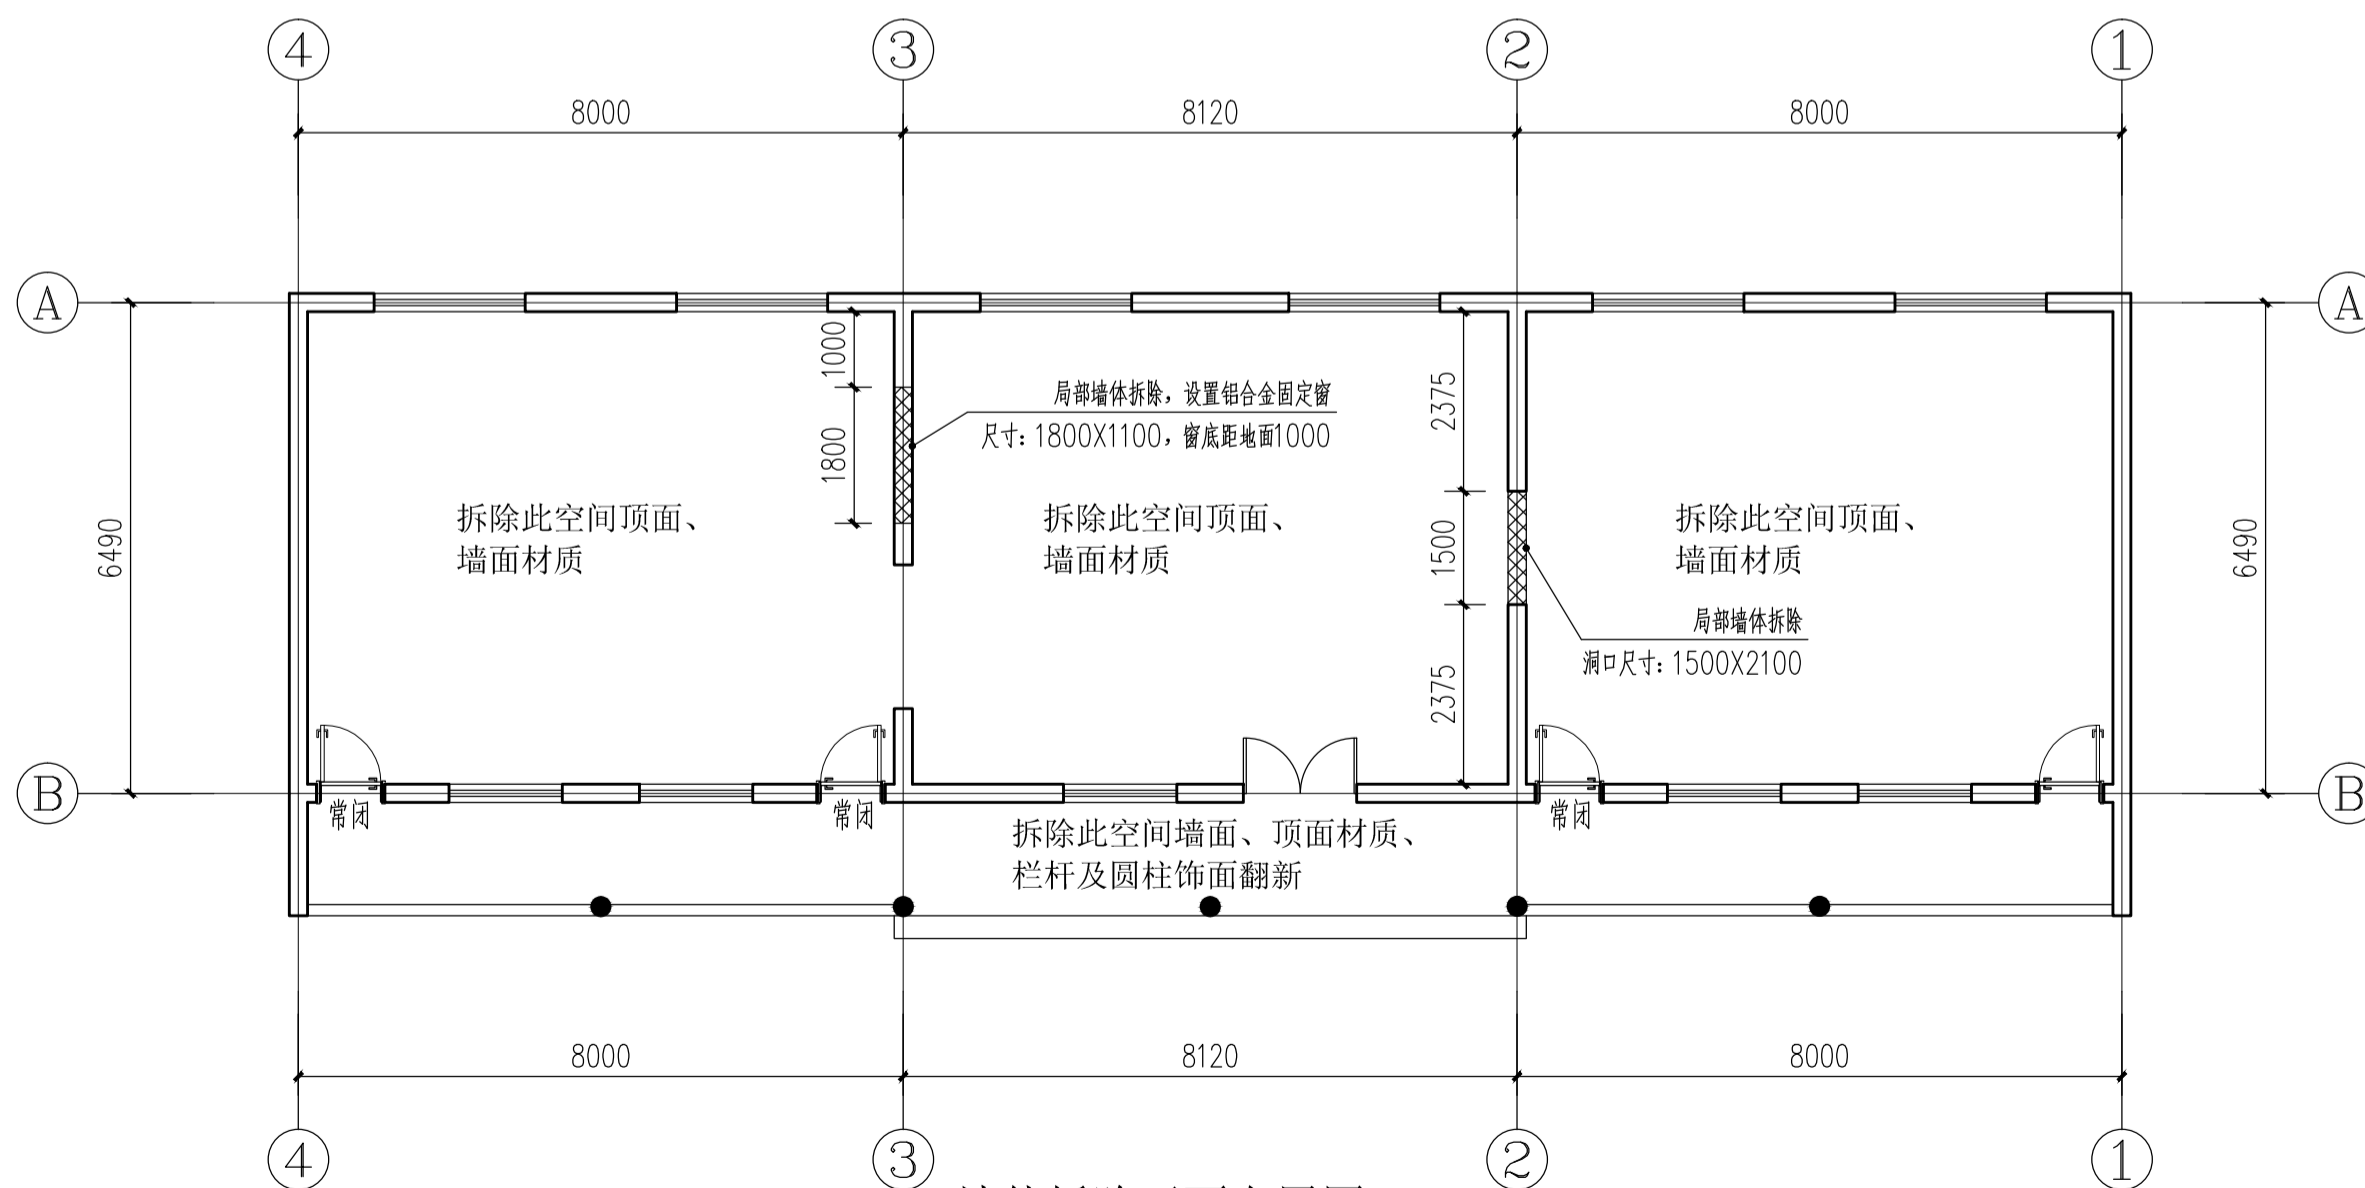 4 3 2 1
8000 8120 8000
A A
1000
局部墙体拆除，设置铝合金固定窗
尺寸：1800X1100，窗底距地面1000
1800
2375
6490
拆除此空间顶面、
墙面材质
拆除此空间顶面、
墙面材质
1500
拆除此空间顶面、
墙面材质
6490
局部墙体拆除
洞口尺寸：1500X2100
2375
B B
常闭 常闭 常闭
拆除此空间墙面、顶面材质、
栏杆及圆柱饰面翻新
8000 8120 8000
4 3 2 1